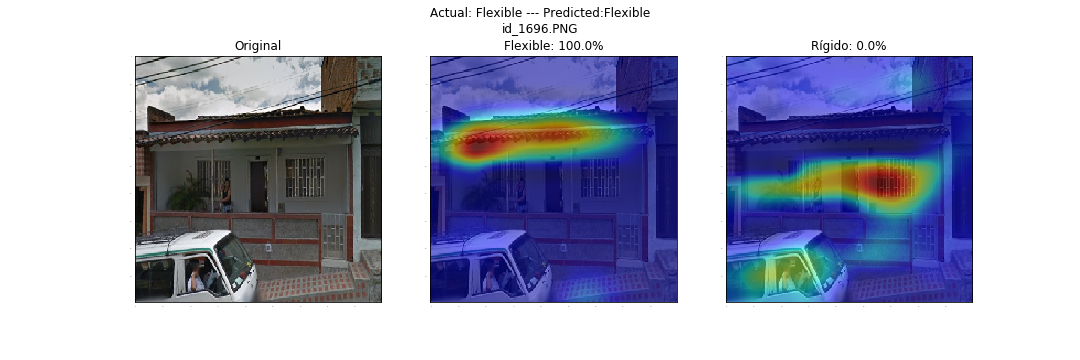 Actual: Flexible --- Predicted:Flexible
id_1696.PNG
Original
Flexible: 100.0%
Rígido: 0.0%